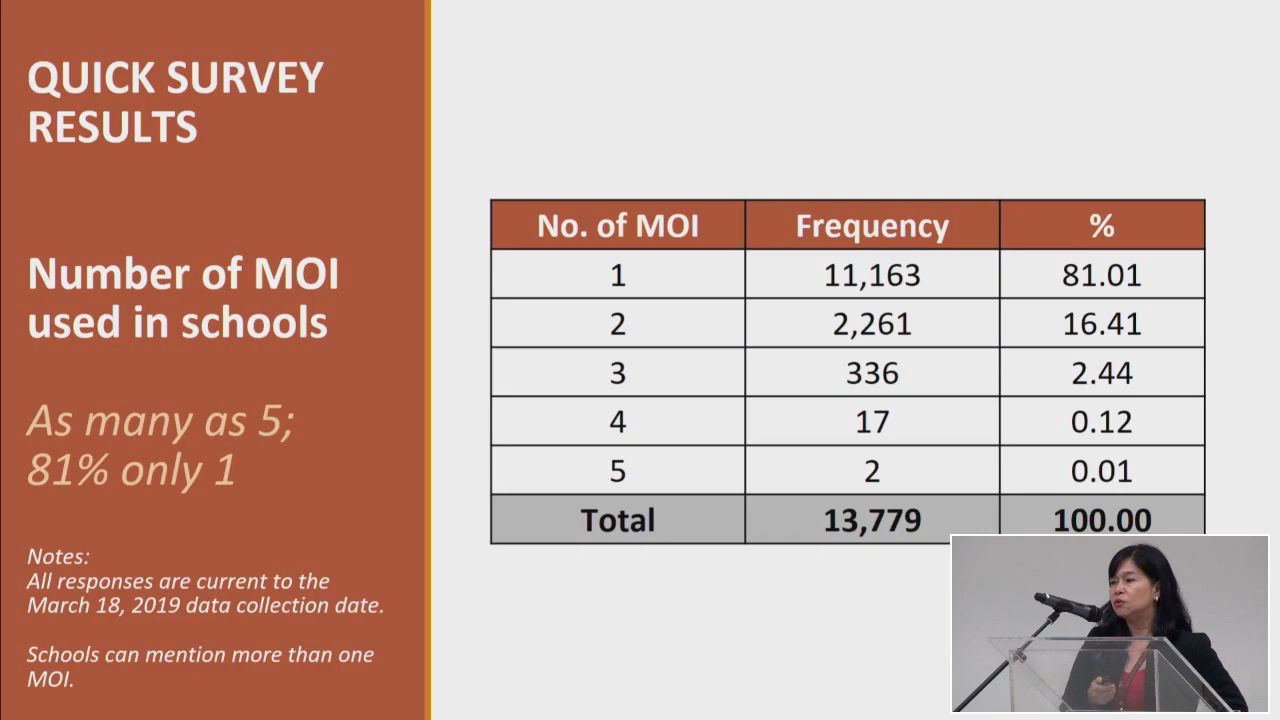 QUICK SURVEY
RESULTS
Number of MOI
used in schools
As many as 5;
81% only 1
Notes:
All responses are current to the
March 18, 2019 data collection date.
Schools can mention more than one
MOI.
No. of MOI Frequency %
1 11,163 81.01
2 2,261 16.41
3 336 2.44
4 17 0.12
5 2 0.01
Total 13,779 100.00